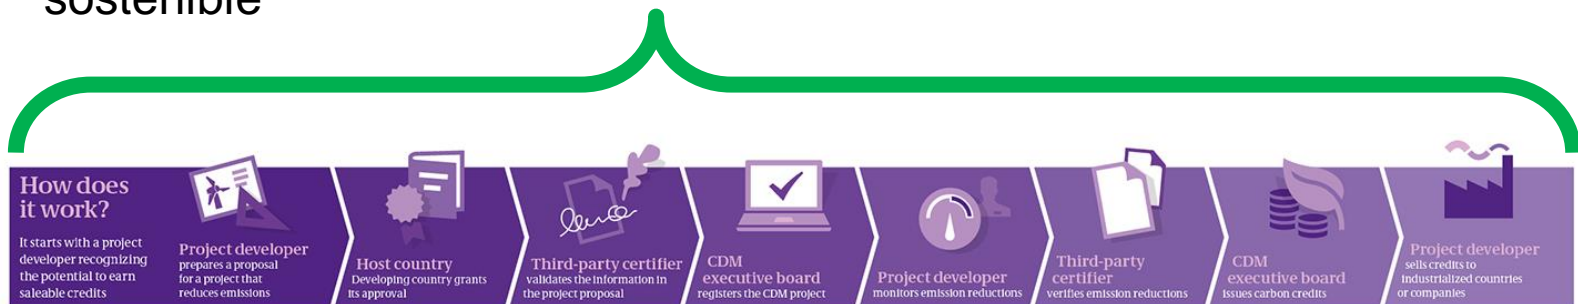 sostenible
How does
it work?
It starts with a project
developer recognizing
the potential to earn
saleable credits
Project developer
prepares a proposal
for a project that
reduces emissions
Host country
Developing country grants
its approval
Third-party certifier
validates the information in
the project proposal
CDM
executive board
registers the CDM project
Project developer
monitors emission reductions
Third-party
certifier
verifies emission reductions
CDM
executive board
issues carbon credits
Project developer
sells credits to
industrialized countries
or companies